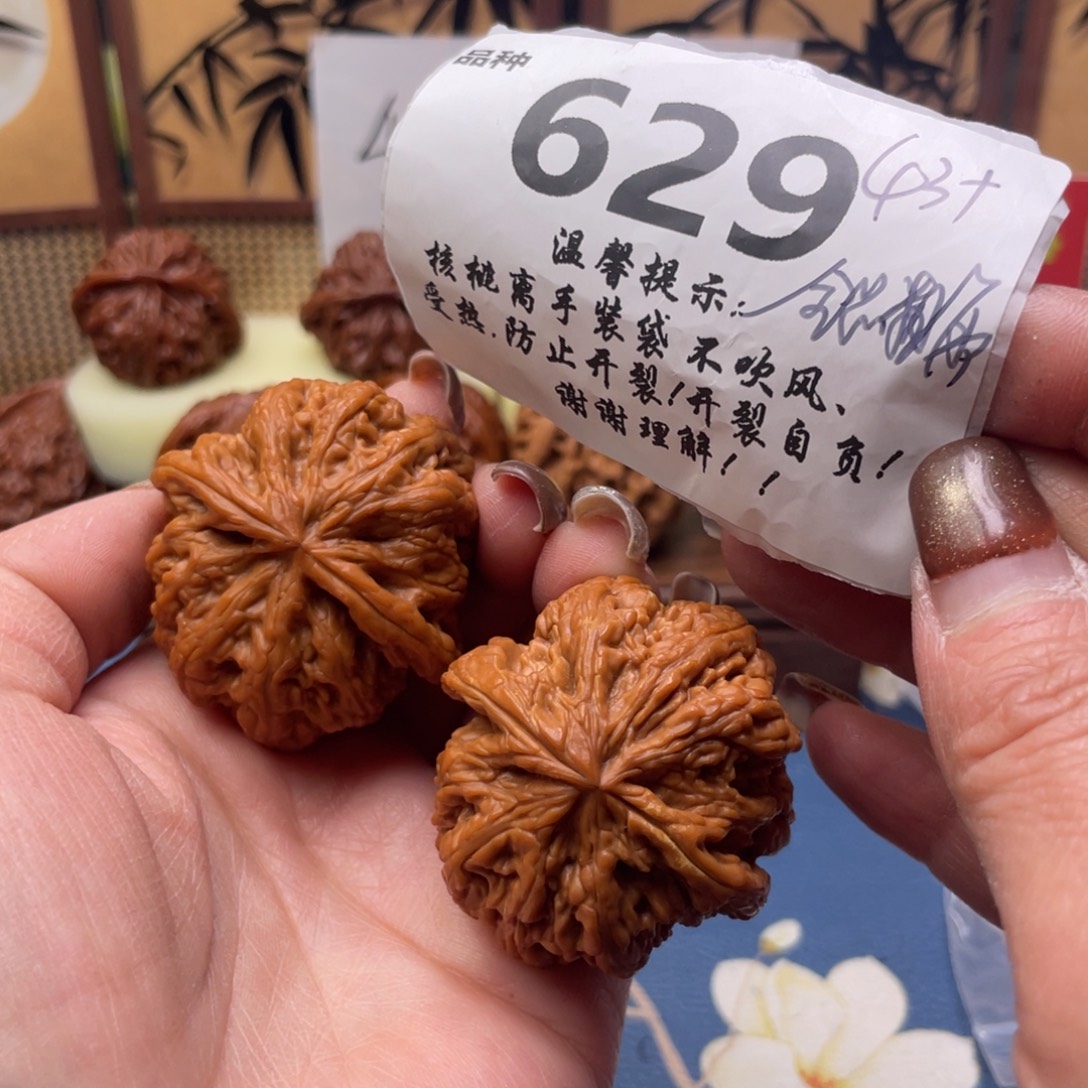 品种
629 43+
温馨提示:
核桃离手装袋不吹风、
受热.防止开裂!开裂自负!
谢谢理解!!